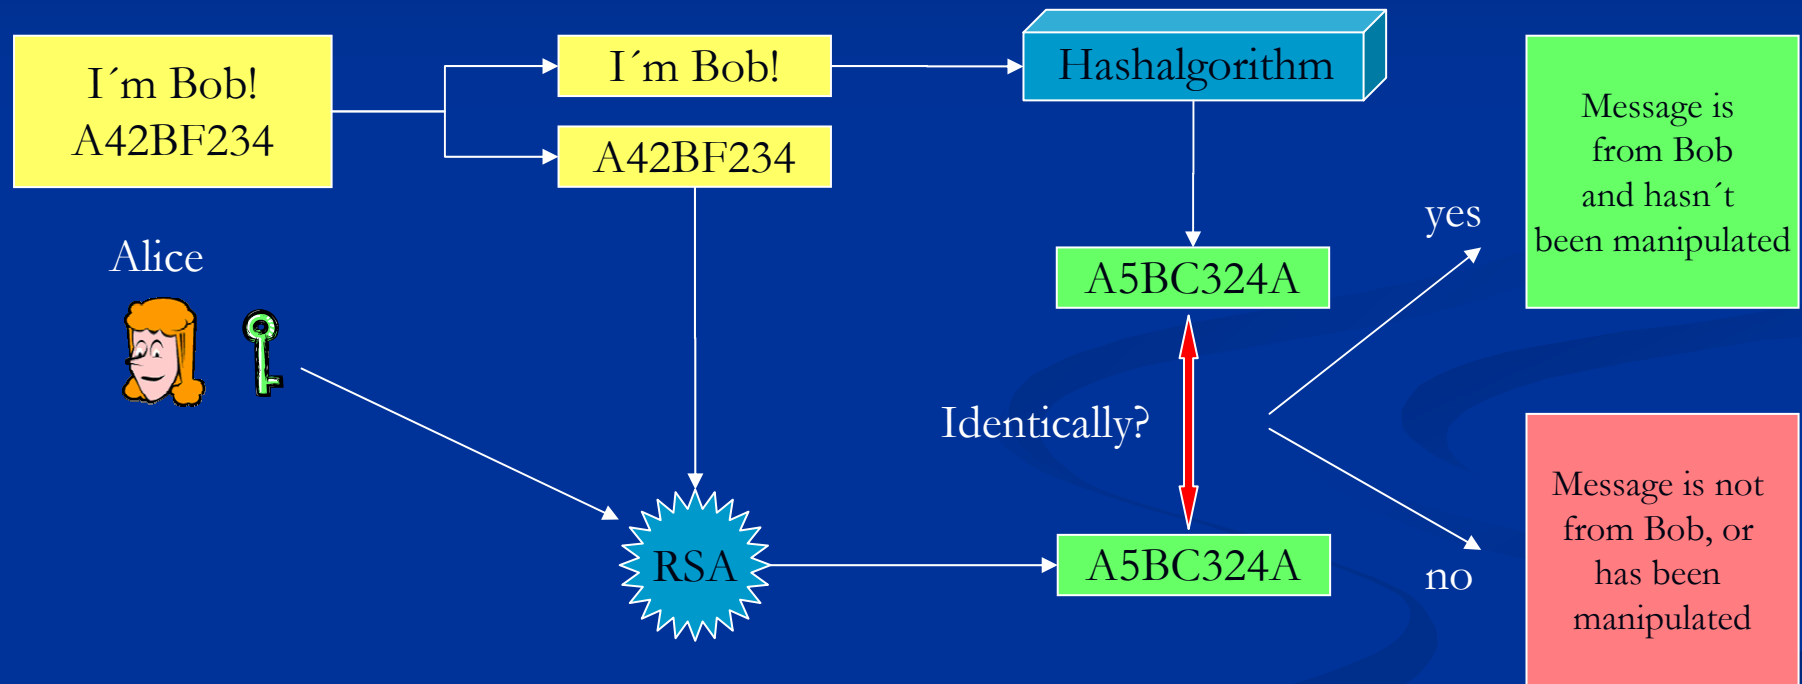 I´m Bob!
A42BF234
I´m Bob!
A42BF234
Hashalgorithm
Alice
A5BC324A
Identically?
RSA
A5BC324A
yes
no
Message is
from Bob
and hasn´t
been manipulated
Message is not
from Bob, or
has been
manipulated